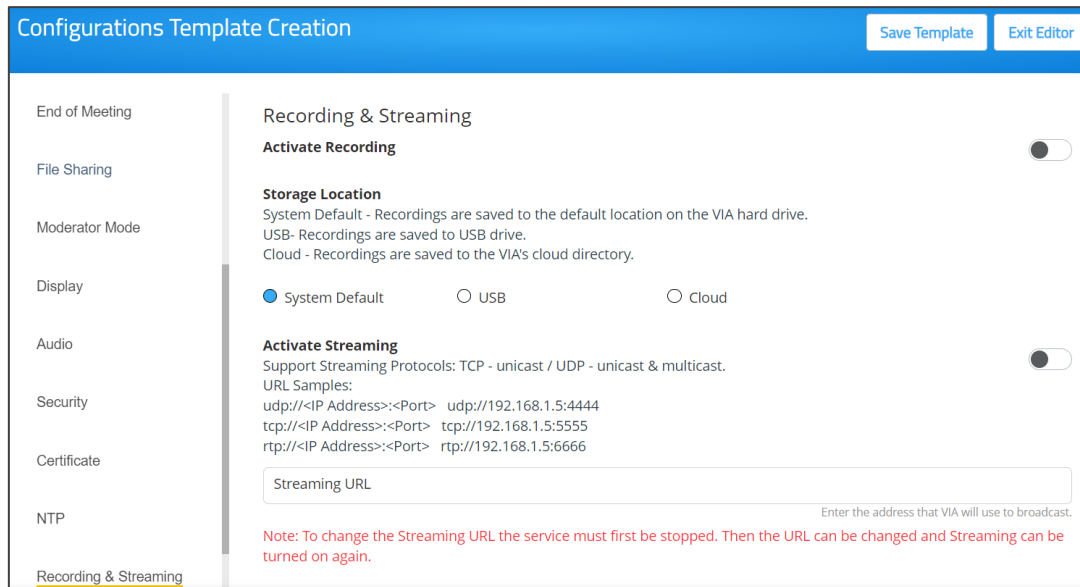 Configurations Template Creation
Save Template
Exit Editor
End of Meeting
File Sharing
Moderator Mode
Display
Audio
Security
Certificate
NTP
Recording & Streaming
Recording & Streaming
Activate Recording
Storage Location
System Default - Recordings are saved to the default location on the VIA hard drive.
USB- Recordings are saved to USB drive.
Cloud - Recordings are saved to the VIA's cloud directory.
System Default USB Cloud
Activate Streaming
Support Streaming Protocols: TCP - unicast / UDP - unicast & multicast.
URL Samples:
udp://<IP Address>:<Port> udp://192.168.1.5:4444
tcp://<IP Address>:<Port> tcp://192.168.1.5:5555
rtp://<IP Address>:<Port> rtp://192.168.1.5:6666
Streaming URL
Enter the address that VIA will use to broadcast.
Note: To change the Streaming URL the service must first be stopped. Then the URL can be changed and Streaming can be
turned on again.